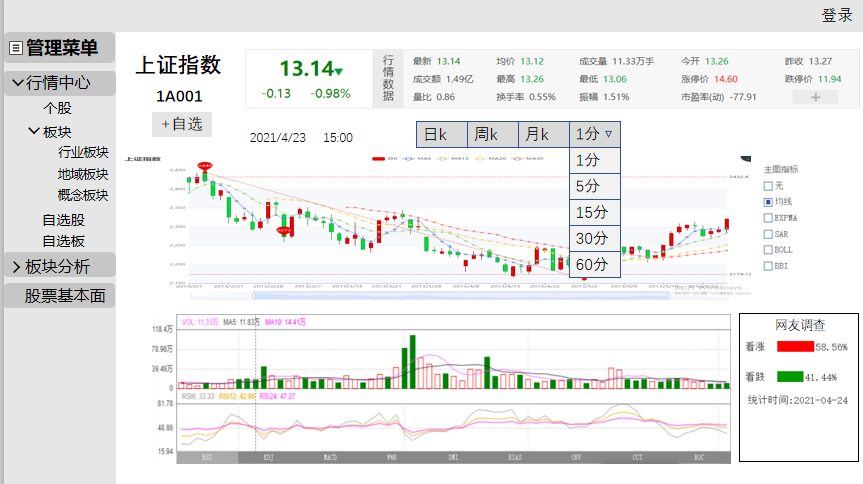 登录
管理菜单
行情中心
个股
板块
行业板块
地域板块
概念板块
自选股
自选板
板块分析
股票基本面
上证指数
1A001
+自选
13.14▾
-0.13 -0.98%
行情数据
最新 13.14 均价 13.12 成交量 11.33万手 今开 13.26 昨收 13.27
成交额 1.49亿 最高 13.26 最低 13.06 涨停价 14.60 跌停价 11.94
量比 0.86 换手率 0.55% 振幅 1.51% 市盈率(动) -77.91
2021/4/23 15:00
日k 周k 月k 1分 ▿
1分
5分
15分
30分
60分
上证指数
日K MA5 MA10 MA20 MA30
主图指标
无
均线
EXPMA
SAR
BOLL
BBI
VOL: 11.33万 MA5: 11.83万 MA10: 14.41万
118.4万
78.96万
39.49万
0
RSI6: 33.33 RSI12: 42.98 RSI24: 47.27
81.78
48.86
15.94
RSI KDJ MACD W&R DMI BIAS OBV CCI ROC
网友调查
看涨 58.56%
看跌 41.44%
统计时间:2021-04-24